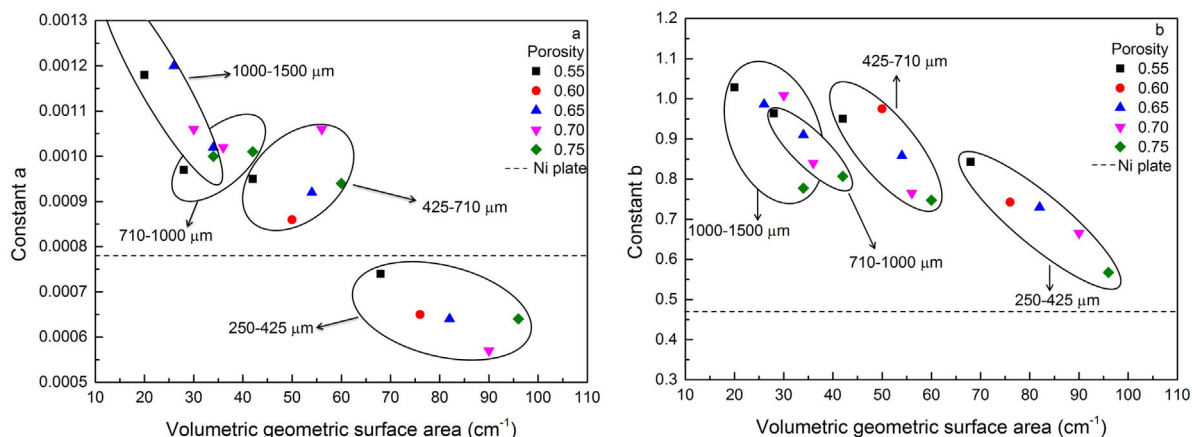 a
Porosity
0.55
0.60
0.65
0.70
0.75
Ni plate
1000-1500 μm
710-1000 μm
425-710 μm
250-425 μm
0.0013
0.0012
0.0011
0.0010
0.0009
0.0008
0.0007
0.0006
0.0005
Constant a
10 20 30 40 50 60 70 80 90 100 110
Volumetric geometric surface area (cm⁻¹)
b
Porosity
0.55
0.60
0.65
0.70
0.75
Ni plate
425-710 μm
1000-1500 μm
710-1000 μm
250-425 μm
1.2
1.1
1.0
0.9
0.8
0.7
0.6
0.5
0.4
0.3
Constant b
10 20 30 40 50 60 70 80 90 100 110
Volumetric geometric surface area (cm⁻¹)